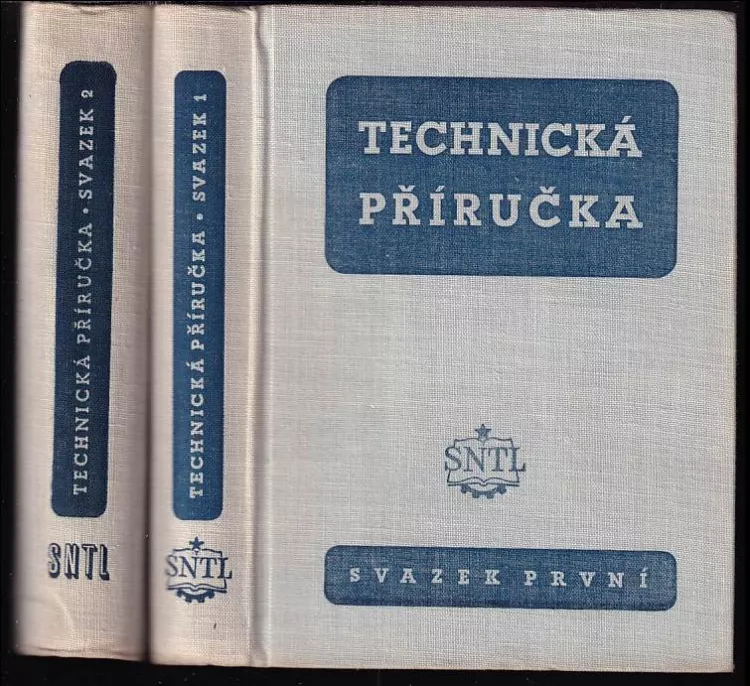 TECHNICKÁ PŘÍRUČKA • SVAZEK 2
SNTL
TECHNICKÁ PŘÍRUČKA • SVAZEK 1
SNTL
TECHNICKÁ
PŘÍRUČKA
SNTL
SVAZEK PRVNÍ